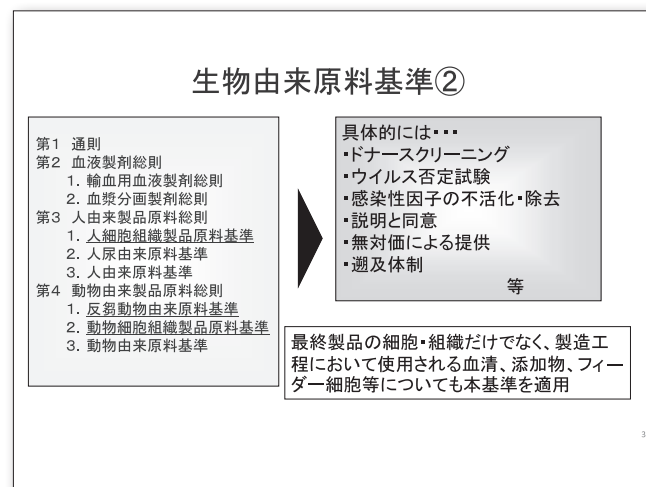 生物由来原料基準②
第1 通則
第2 血液製剤総則
1. 輸血用血液製剤総則
2. 血漿分画製剤総則
第3 人由来製品原料総則
1. 人細胞組織製品原料基準
2. 人尿由来原料基準
3. 人由来原料基準
第4 動物由来製品原料総則
1. 反芻動物由来原料基準
2. 動物細胞組織製品原料基準
3. 動物由来原料基準
具体的には・・・
・ドナースクリーニング
・ウイルス否定試験
・感染性因子の不活化・除去
・説明と同意
・無対価による提供
・遡及体制
等
最終製品の細胞・組織だけでなく、製造工
程において使用される血清、添加物、フィー
ダー細胞等についても本基準を適用
3